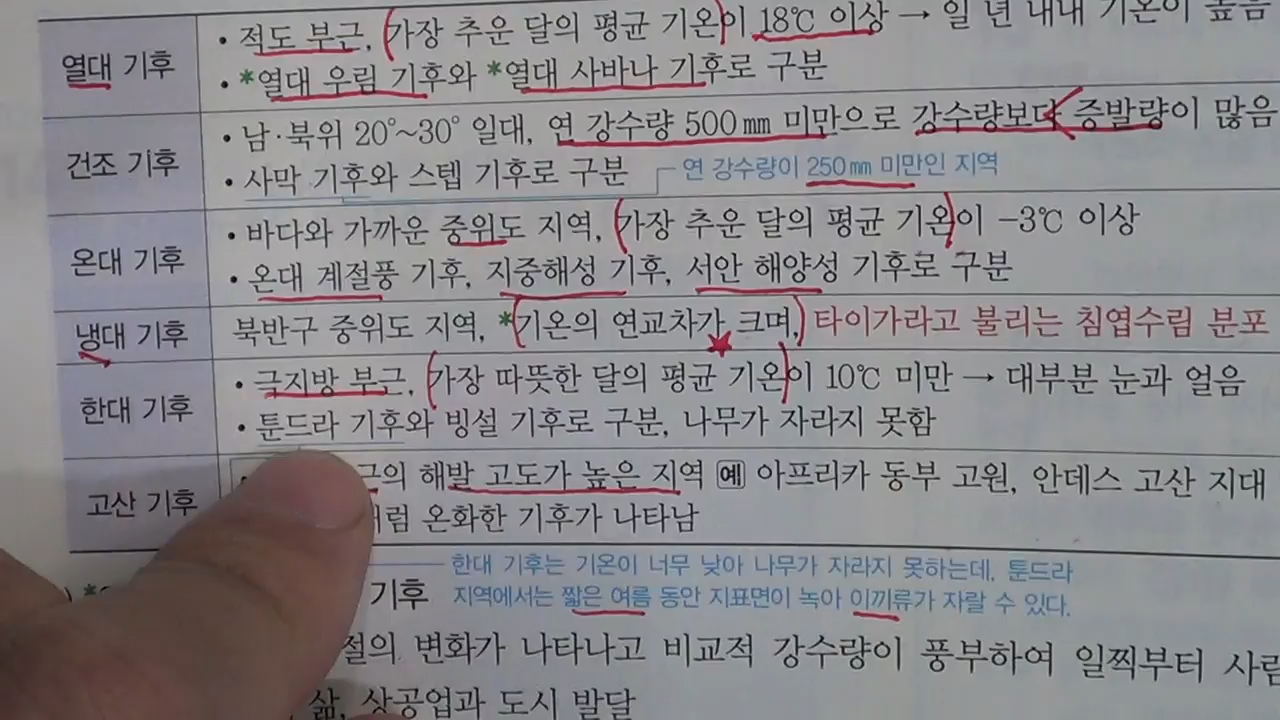 열대 기후
• 적도 부근, 가장 추운 달의 평균 기온이 18℃ 이상 → 일 년 내내 기온이 높음
• *열대 우림 기후와 *열대 사바나 기후로 구분
건조 기후
• 남·북위 20°~30° 일대, 연 강수량 500㎜ 미만으로 강수량보다 증발량이 많음
• 사막 기후와 스텝 기후로 구분
연 강수량이 250㎜ 미만인 지역
온대 기후
• 바다와 가까운 중위도 지역, 가장 추운 달의 평균 기온이 -3℃ 이상
• 온대 계절풍 기후, 지중해성 기후, 서안 해양성 기후로 구분
냉대 기후
북반구 중위도 지역, *기온의 연교차가 크며, 타이가라고 불리는 침엽수림 분포
한대 기후
• 극지방 부근, 가장 따뜻한 달의 평균 기온이 10℃ 미만 → 대부분 눈과 얼음
• 툰드라 기후와 빙설 기후로 구분, 나무가 자라지 못함
고산 기후
의 해발 고도가 높은 지역 예 아프리카 동부 고원, 안데스 고산 지대
온화한 기후가 나타남
한대 기후는 기온이 너무 낮아 나무가 자라지 못하는데, 툰드라
지역에서는 짧은 여름 동안 지표면이 녹아 이끼류가 자랄 수 있다.
기후
변화가 나타나고 비교적 강수량이 풍부하여 일찍부터
삶, 상공업과 도시 발달